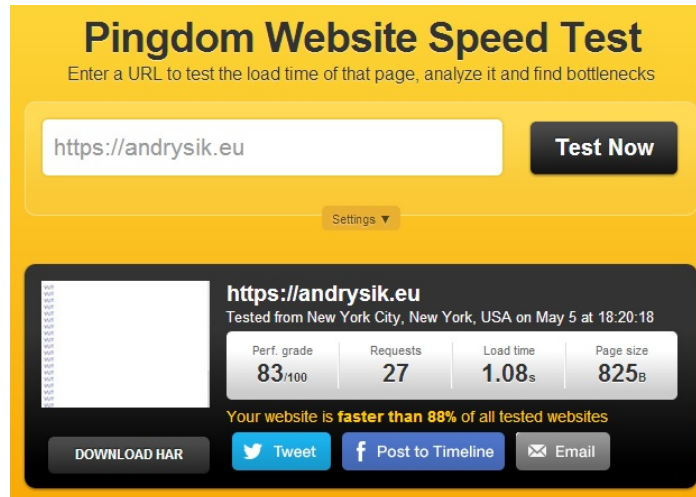 Pingdom Website Speed Test
Enter a URL to test the load time of that page, analyze it and find bottlenecks
https://andrysik.eu
Test Now
Settings ▼
https://andrysik.eu
Tested from New York City, New York, USA on May 5 at 18:20:18
Perf. grade Requests Load time Page size
83/100 27 1.08s 825B
Your website is faster than 88% of all tested websites
DOWNLOAD HAR
Tweet
f Post to Timeline
Email